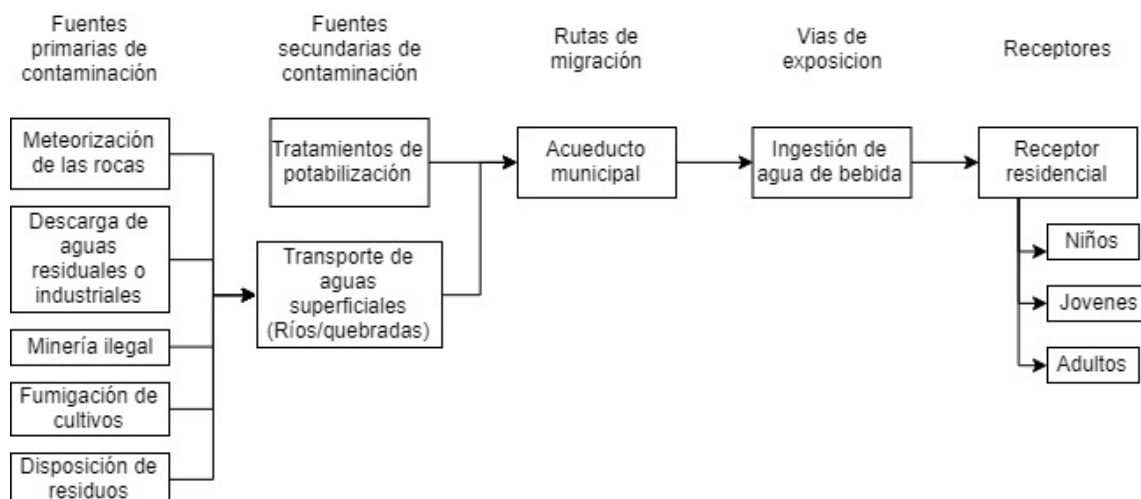 Fuentes
primarias de
contaminación
Fuentes
secundarias de
contaminación
Rutas de
migración
Vias de
exposicion
Receptores
Meteorización
de las rocas
Descarga de
aguas
residuales o
industriales
Minería ilegal
Fumigación de
cultivos
Disposición de
residuos
Tratamientos de
potabilización
Transporte de
aguas
superficiales
(Ríos/quebradas)
Acueducto
municipal
Ingestión de
agua de bebida
Receptor
residencial
Niños
Jovenes
Adultos